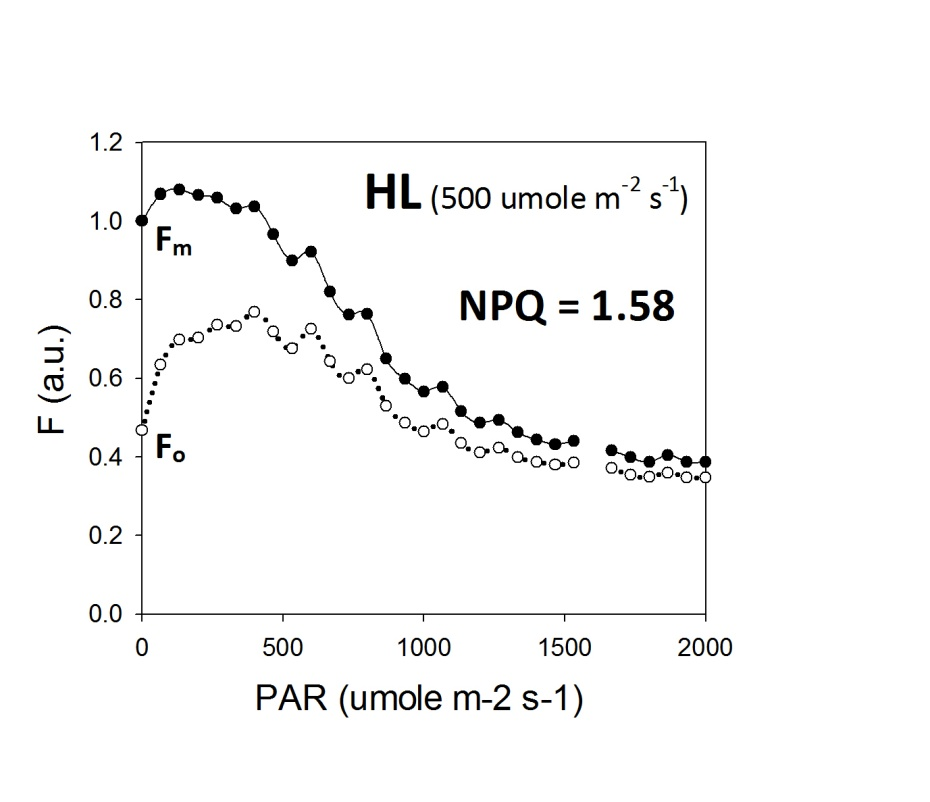 1.2
HL (500 umole m⁻² s⁻¹)
1.0
Fₘ
0.8
NPQ = 1.58
0.6
F (a.u.)
0.4
Fₒ
0.2
0.0
0 500 1000 1500 2000
PAR (umole m-2 s-1)